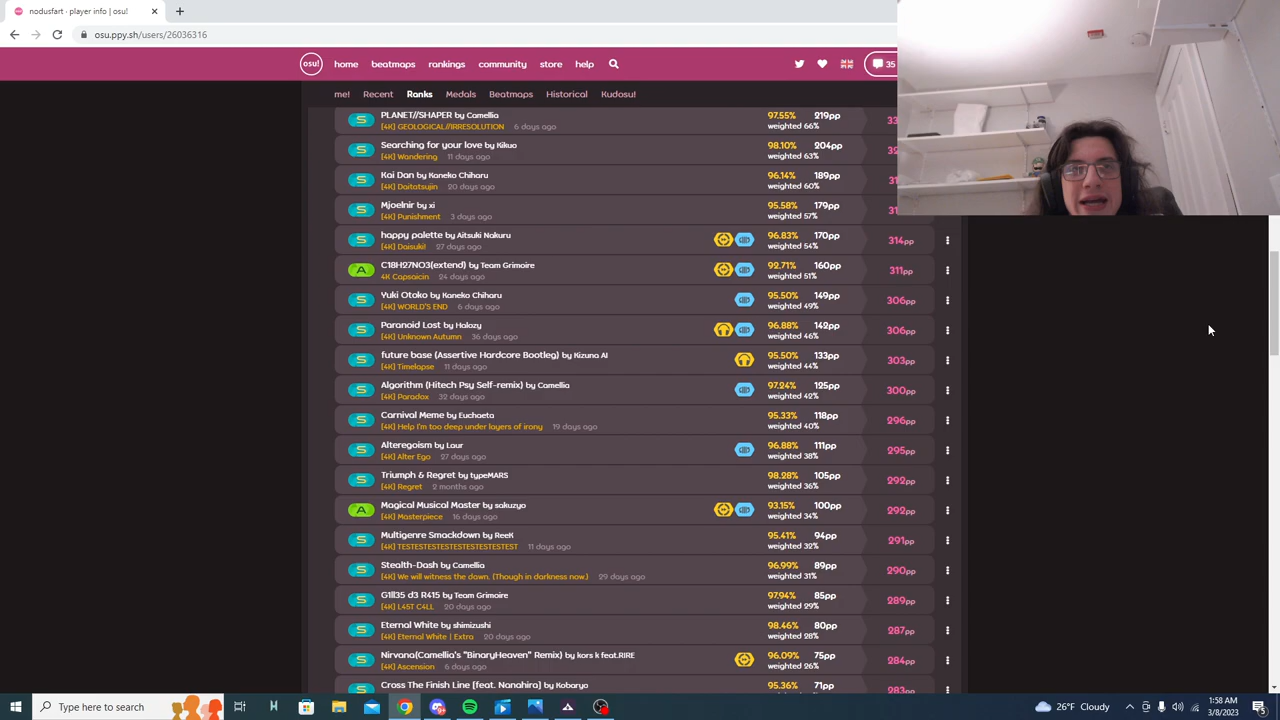 nodusfart - player info | osu!
osu.ppy.sh/users/26036316
osu! home beatmaps rankings community store help 35
me! Recent Ranks Medals Beatmaps Historical Kudosu!
PLANET//SHAPER by Camellia 97.55% 219pp
[4K] GEOLOGICAL//IRRESOLUTION 6 days ago weighted 66%
Searching for your love by Kikuo 98.10% 204pp
[4K] Wandering 11 days ago weighted 63%
Kai Dan by Kaneko Chiharu 96.14% 189pp
[4K] Daitatsujin 20 days ago weighted 60%
Mjoelnir by xi 95.58% 179pp
[4K] Punishment 3 days ago weighted 57%
happy palette by Aitsuki Nakuru 96.83% 170pp 314pp
[4K] Daisuki! 27 days ago weighted 54%
C18H27NO3(extend) by Team Grimoire 92.71% 160pp 311pp
4K Capsaicin 24 days ago weighted 51%
Yuki Otoko by Kaneko Chiharu 95.50% 149pp 306pp
[4K] WORLD'S END 6 days ago weighted 49%
Paranoid Lost by Halozy 96.88% 142pp 306pp
[4K] Unknown Autumn 36 days ago weighted 46%
future base (Assertive Hardcore Bootleg) by Kizuna AI 95.50% 133pp 303pp
[4K] Timelapse 11 days ago weighted 44%
Algorithm (Hitech Psy Self-remix) by Camellia 97.24% 125pp 300pp
[4K] Paradox 32 days ago weighted 42%
Carnival Meme by Euchaeta 95.33% 118pp 296pp
[4K] Help I'm too deep under layers of irony 19 days ago weighted 40%
Alteregoism by Laur 96.88% 111pp 295pp
[4K] Alter Ego 27 days ago weighted 38%
Triumph & Regret by typeMARS 98.28% 105pp 292pp
[4K] Regret 2 months ago weighted 36%
Magical Musical Master by sakuzyo 93.15% 100pp 292pp
[4K] Masterpiece 16 days ago weighted 34%
Multigenre Smackdown by ReeK 95.41% 94pp 291pp
[4K] TESTESTESTESTESTESTESTESTEST 11 days ago weighted 32%
Stealth-Dash by Camellia 96.99% 89pp 290pp
[4K] We will witness the dawn. (Though in darkness now.) 29 days ago weighted 31%
G1ll35 d3 R415 by Team Grimoire 97.94% 85pp 289pp
[4K] L45T C4LL 20 days ago weighted 29%
Eternal White by shimizushi 98.46% 80pp 287pp
[4K] Eternal White | Extra 20 days ago weighted 28%
Nirvana(Camellia's "BinaryHeaven" Remix) by kors k feat.RIRE 96.09% 75pp 284pp
[4K] Ascension 6 days ago weighted 26%
Cross The Finish Line [feat. Nanahira] by Kobaryo 95.36% 71pp 283pp
Type here to search 26°F Cloudy 1:58 AM
3/8/2023